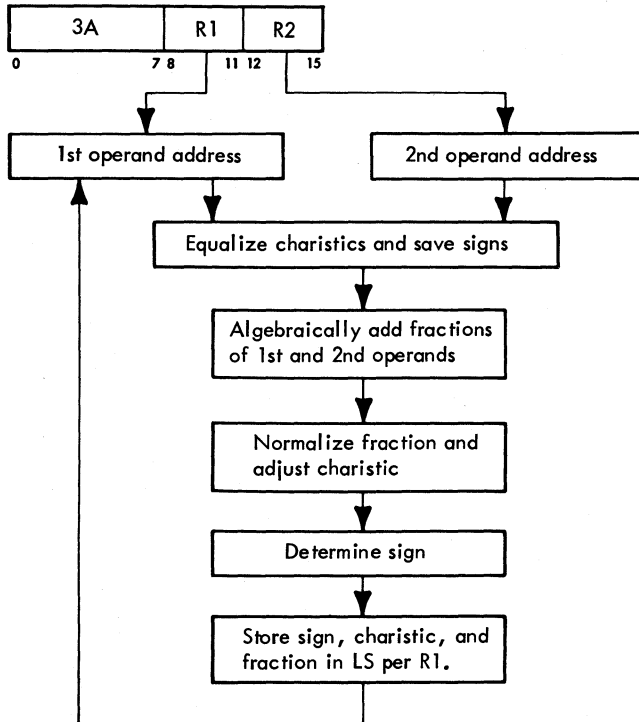 3A R1 R2
0 7 8 11 12 15
1st operand address
2nd operand address
Equalize charistics and save signs
Algebraically add fractions
of 1st and 2nd operands
Normalize fraction and
adjust charistic
Determine sign
Store sign, charistic, and
fraction in LS per R1.